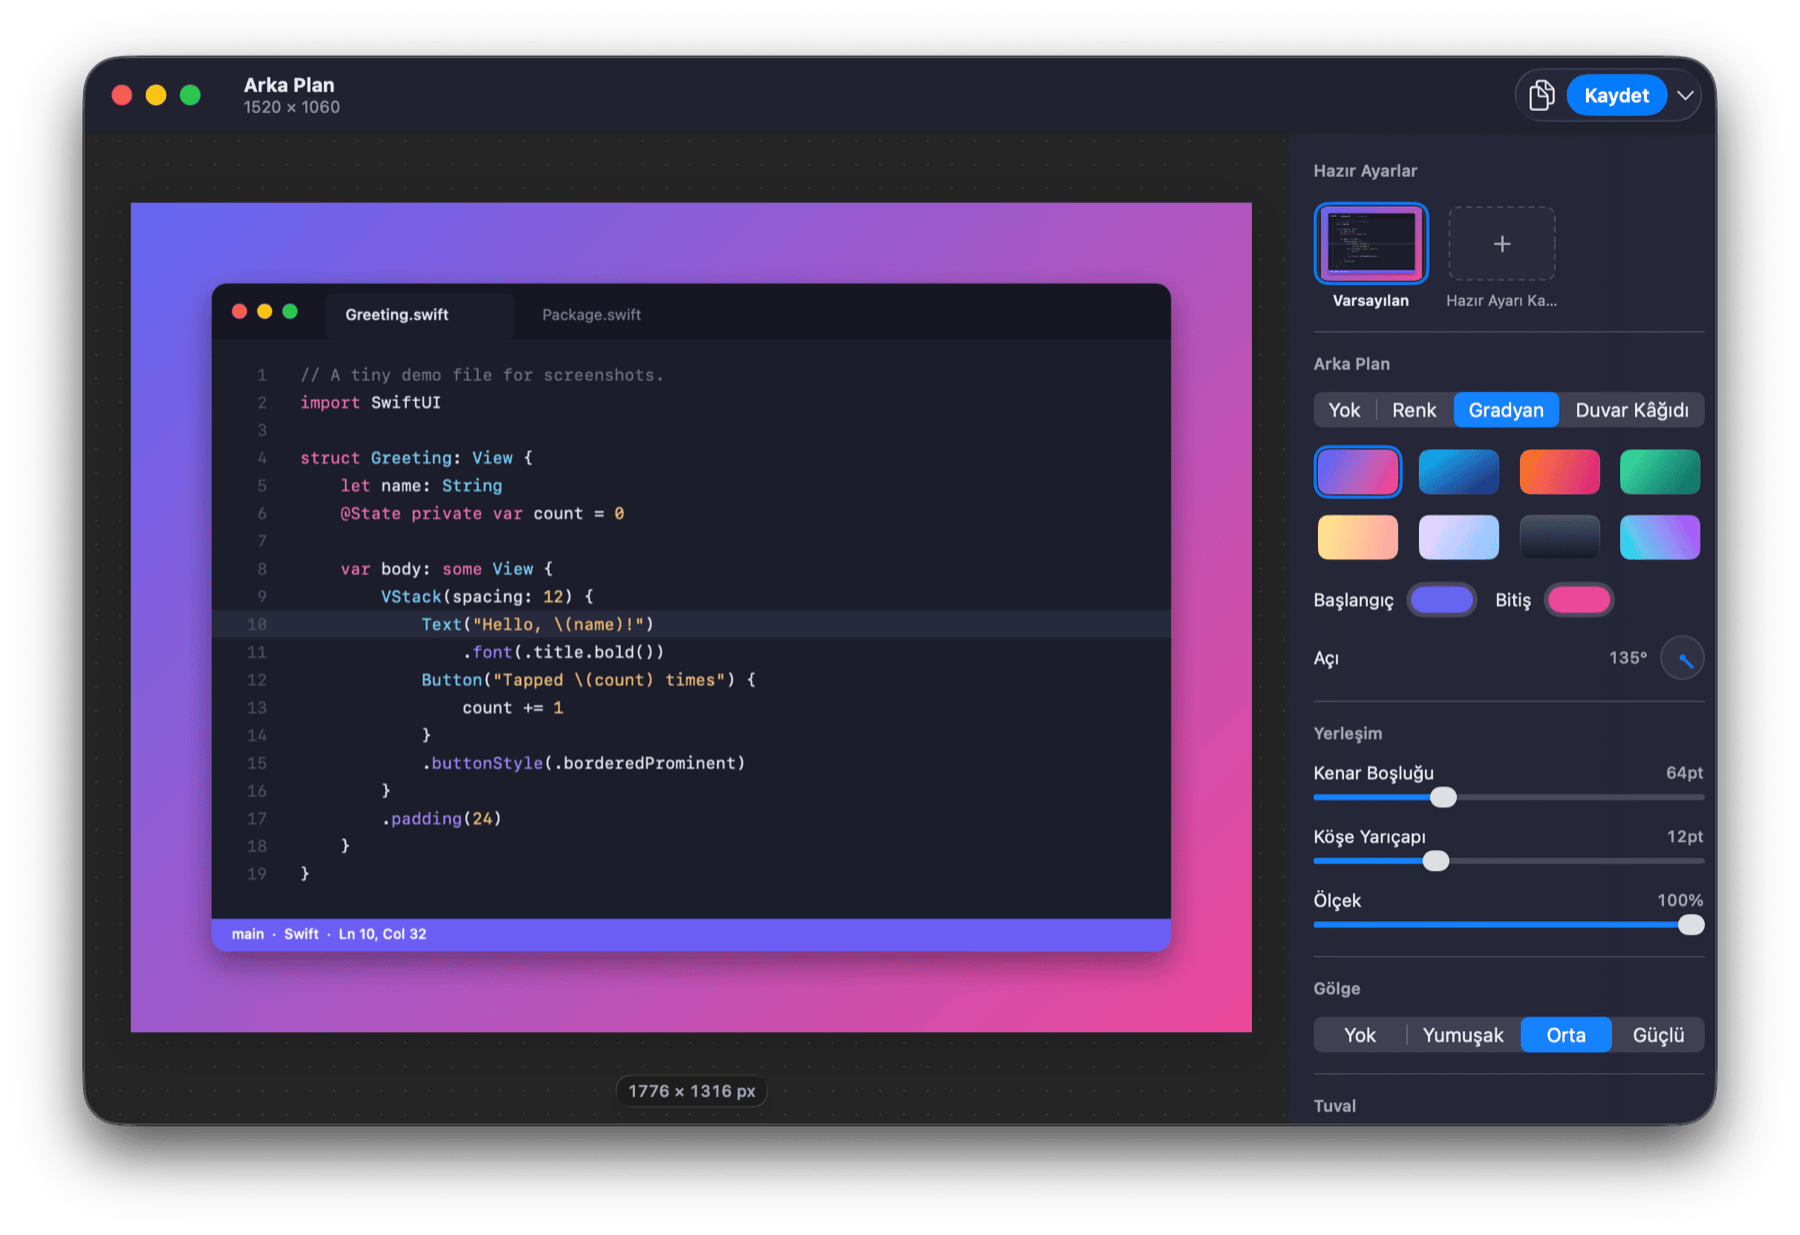 Arka Plan
1520 × 1060
Kaydet
Greeting.swift
Package.swift
1 // A tiny demo file for screenshots.
2 import SwiftUI
3
4 struct Greeting: View {
5     let name: String
6     @State private var count = 0
7
8     var body: some View {
9         VStack(spacing: 12) {
10             Text("Hello, \(name)!")
11                 .font(.title.bold())
12             Button("Tapped \(count) times") {
13                 count += 1
14             }
15             .buttonStyle(.borderedProminent)
16         }
17         .padding(24)
18     }
19 }
main · Swift · Ln 10, Col 32
1776 × 1316 px
Hazır Ayarlar
Varsayılan
Hazır Ayarı Ka...
Arka Plan
Yok Renk Gradyan Duvar Kâğıdı
Başlangıç Bitiş
Açı 135°
Yerleşim
Kenar Boşluğu 64pt
Köşe Yarıçapı 12pt
Ölçek 100%
Gölge
Yok Yumuşak Orta Güçlü
Tuval